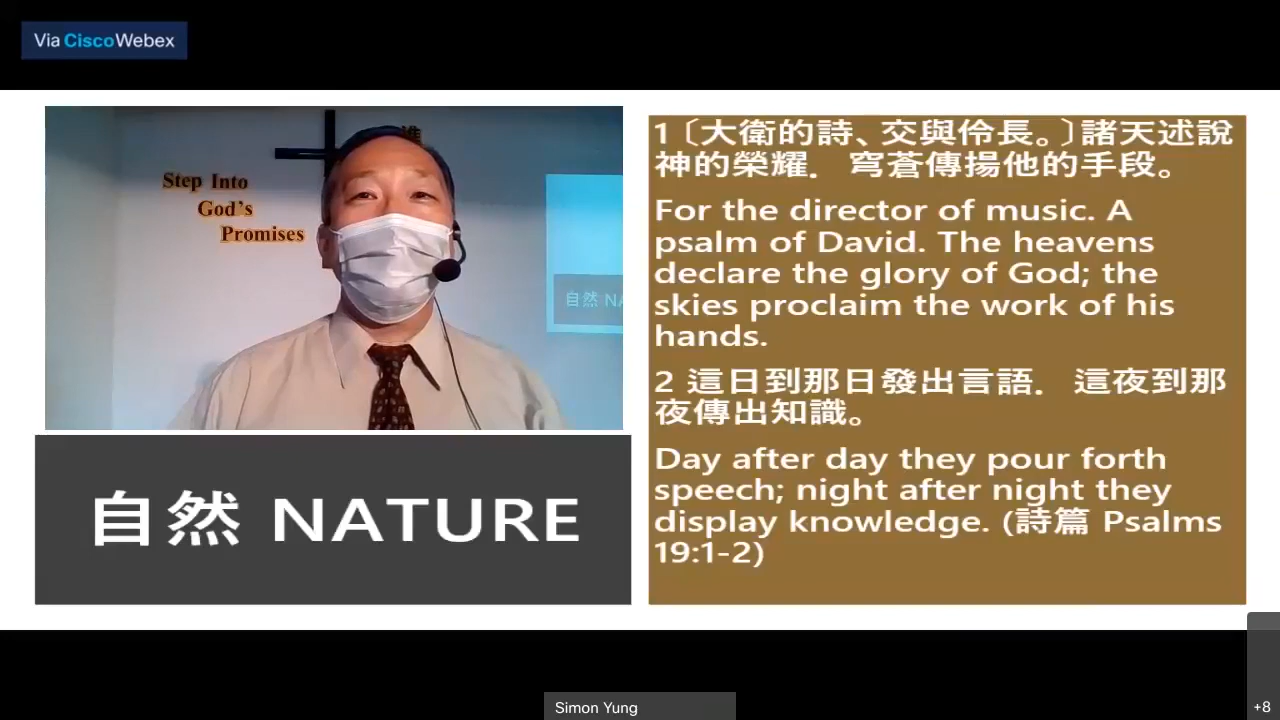 Via CiscoWebex
進
Step Into
God's
Promises
自然 NA
自然 NATURE
1〔大衛的詩、交與伶長。〕諸天述說
神的榮耀． 穹蒼傳揚他的手段。
For the director of music. A
psalm of David. The heavens
declare the glory of God; the
skies proclaim the work of his
hands.
2 這日到那日發出言語． 這夜到那
夜傳出知識。
Day after day they pour forth
speech; night after night they
display knowledge. (詩篇 Psalms
19:1-2)
Simon Yung
+8